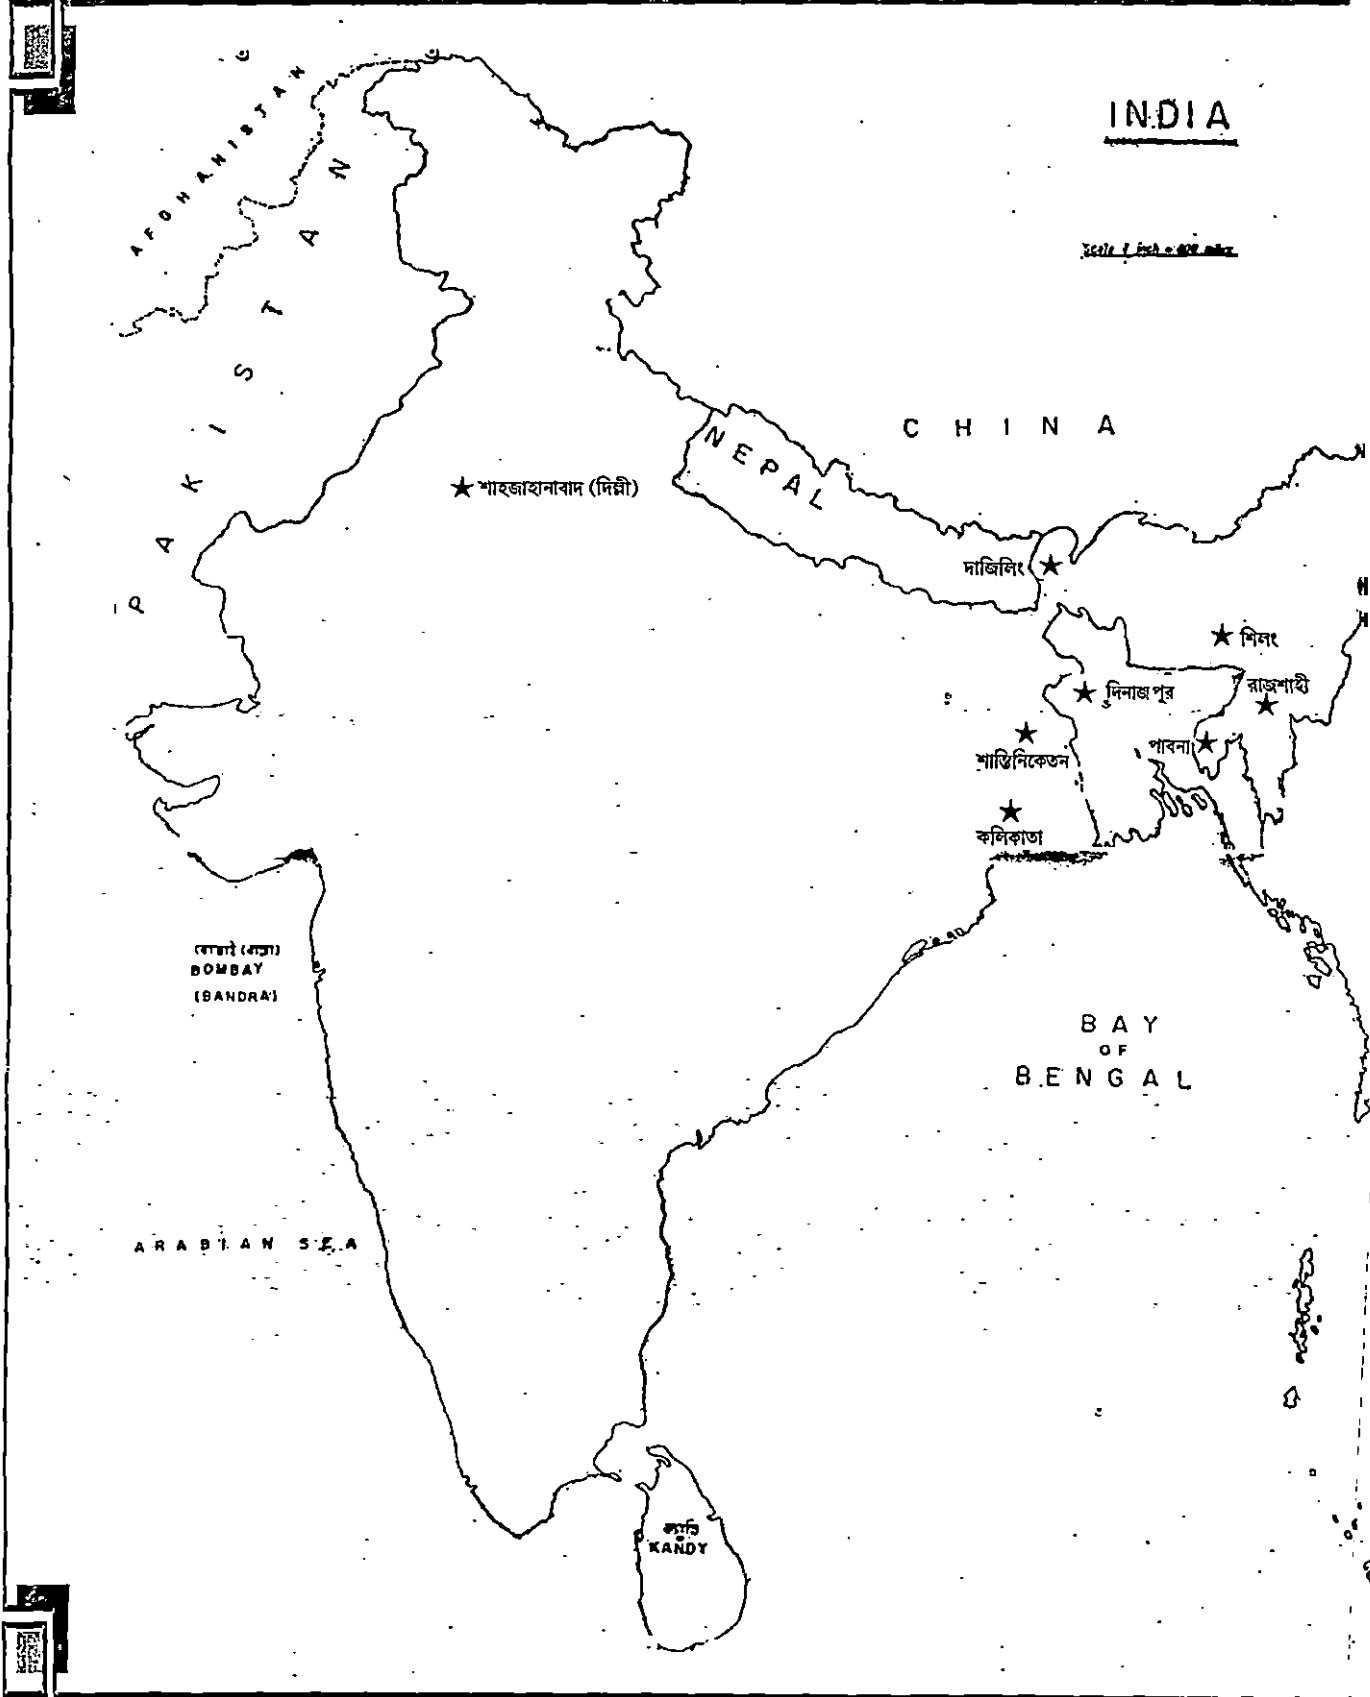 INDIA
AFGHANISTAN
PAKISTAN
CHINA
NEPAL
শাহজাহানাবাদ (দিল্লী)
দাজিলিং
শিলং
রাজশাহী
দিনাজপুর
পাবনা
শান্তিনিকেতন
কলিকাতা
BOMBAY
(BANDRA)
BAY
OF
BENGAL
ARABIAN SEA
KANDY